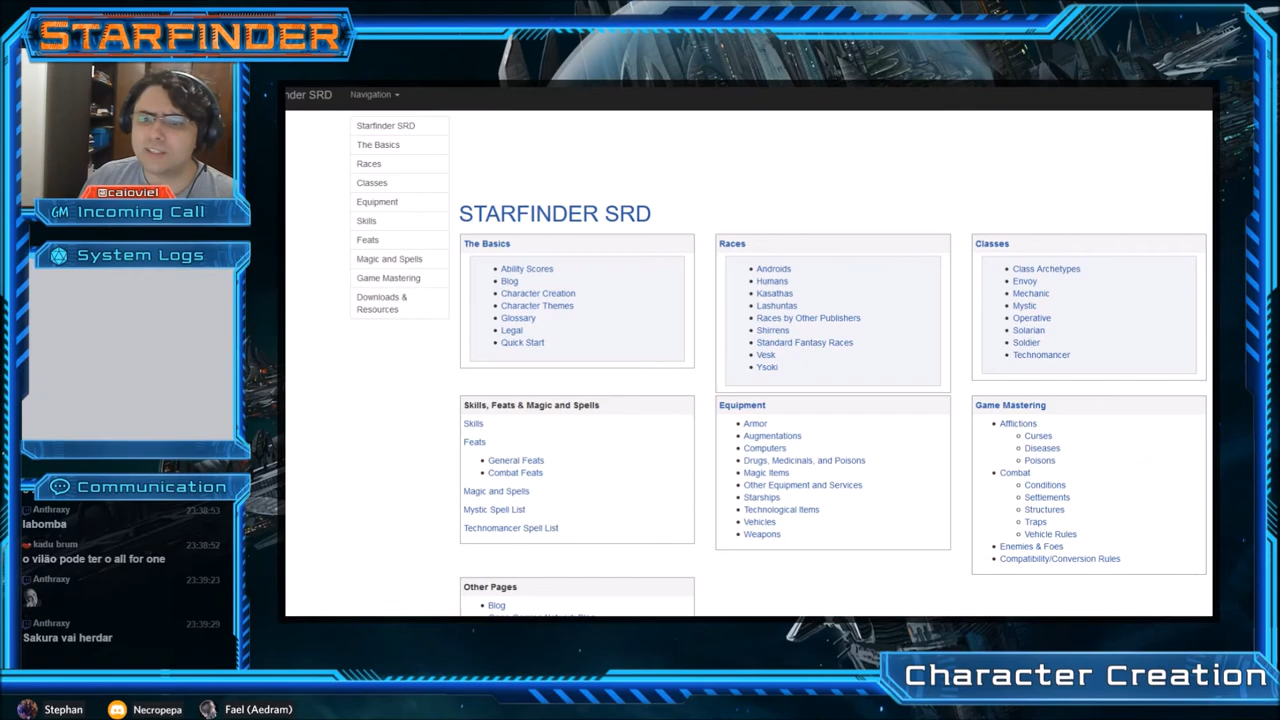 STARFINDER
@caioviel
GM Incoming Call
System Logs
Communication
Anthraxy 23:38:53
labomba
kadu brum 23:38:52
o vilão pode ter o all for one
Anthraxy 23:39:23
Anthraxy 23:39:29
Sakura vai herdar
nder SRD
Navigation
Starfinder SRD
The Basics
Races
Classes
Equipment
Skills
Feats
Magic and Spells
Game Mastering
Downloads &
Resources
STARFINDER SRD
The Basics
Ability Scores
Blog
Character Creation
Character Themes
Glossary
Legal
Quick Start
Races
Androids
Humans
Kasathas
Lashuntas
Races by Other Publishers
Shirrens
Standard Fantasy Races
Vesk
Ysoki
Classes
Class Archetypes
Envoy
Mechanic
Mystic
Operative
Solarian
Soldier
Technomancer
Skills, Feats & Magic and Spells
Skills
Feats
General Feats
Combat Feats
Magic and Spells
Mystic Spell List
Technomancer Spell List
Equipment
Armor
Augmentations
Computers
Drugs, Medicinals, and Poisons
Magic Items
Other Equipment and Services
Starships
Technological Items
Vehicles
Weapons
Game Mastering
Afflictions
Curses
Diseases
Poisons
Combat
Conditions
Settlements
Structures
Traps
Vehicle Rules
Enemies & Foes
Compatibility/Conversion Rules
Other Pages
Blog
Character Creation
Stephan
Necropepa
Fael (Aedram)